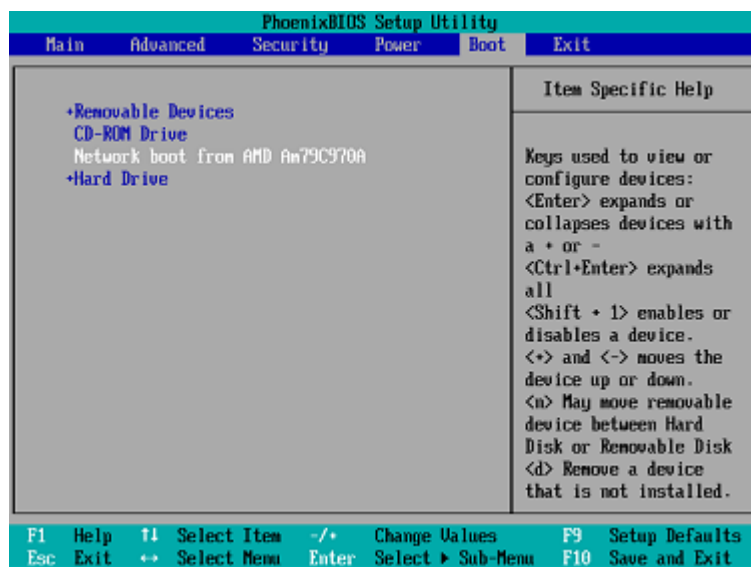 PhoenixBIOS Setup Utility
Main Advanced Security Power Boot Exit
+Removable Devices
CD-ROM Drive
Network boot from AMD Am79C970A
+Hard Drive
Item Specific Help
Keys used to view or
configure devices:
<Enter> expands or
collapses devices with
a + or -
<Ctrl+Enter> expands
all
<Shift + 1> enables or
disables a device.
<+> and <-> moves the
device up or down.
<n> May move removable
device between Hard
Disk or Removable Disk
<d> Remove a device
that is not installed.
F1 Help ↑↓ Select Item -/+ Change Values F9 Setup Defaults
Esc Exit ↔ Select Menu Enter Select ▶ Sub-Menu F10 Save and Exit